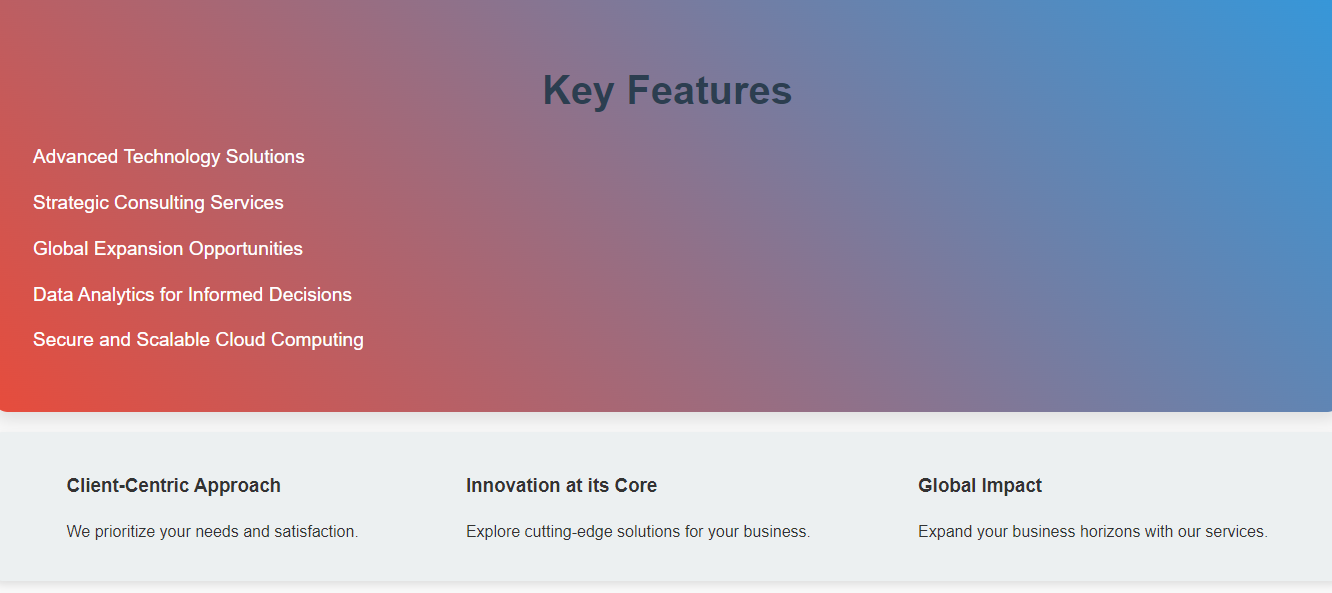 Key Features
Advanced Technology Solutions
Strategic Consulting Services
Global Expansion Opportunities
Data Analytics for Informed Decisions
Secure and Scalable Cloud Computing
Client-Centric Approach
We prioritize your needs and satisfaction.
Innovation at its Core
Explore cutting-edge solutions for your business.
Global Impact
Expand your business horizons with our services.